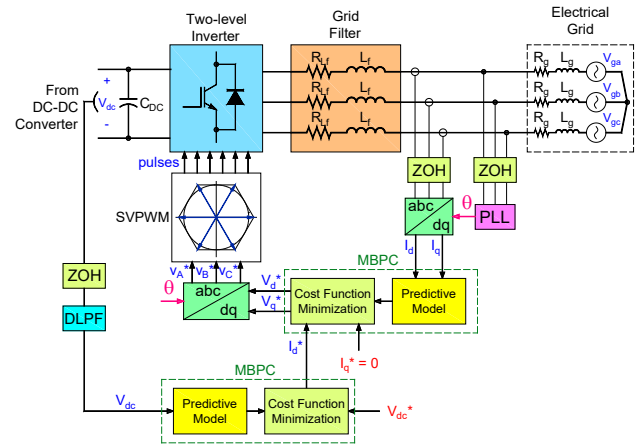 Two-level
Inverter
Grid
Filter
Electrical Grid
From
DC-DC
Converter
+
Vdc
-
CDC
RLf
Lf
RLf
Lf
RLf
Lf
Rg
Lg
Vga
Rg
Lg
Vgb
Rg
Lg
Vgc
pulses
ZOH
ZOH
SVPWM
abc
dq
θ
PLL
Id
Iq
MBPC
vA*
vB*
vC*
ZOH
θ
abc
dq
Vd*
Vq*
Cost Function
Minimization
Predictive
Model
DLPF
Id*
Iq* = 0
MBPC
Vdc
Predictive
Model
Cost Function
Minimization
Vdc*